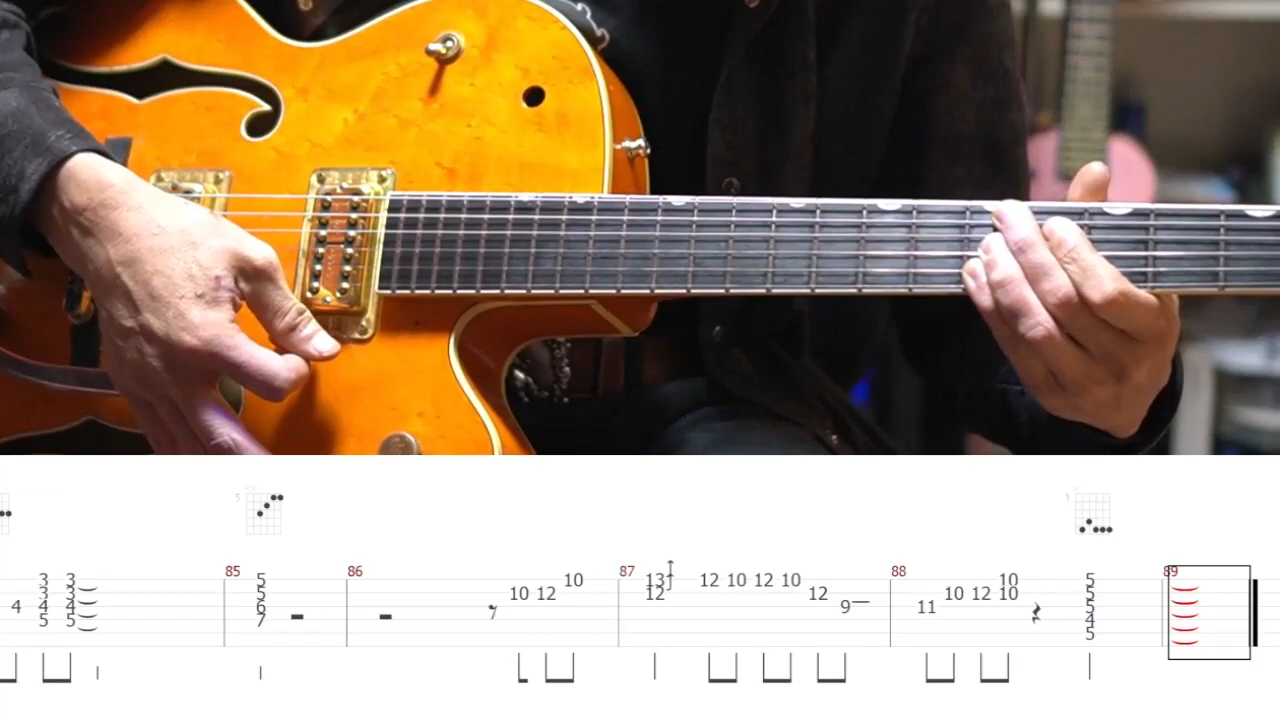 5 1
85 86 87 88 89
3 3 5 10 13 12 10 12 10 10 5
3 3 5 10 12 12 12 10 12 10 5
4 4 4 6 9 11 5
5 5 7 4
5